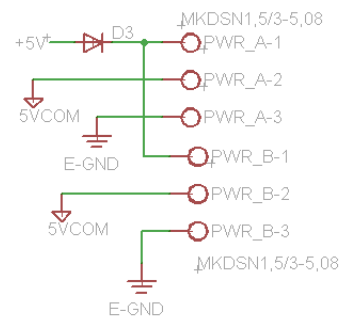 MKDSN1,5/3-5,08
+5V
D3
PWR_A-1
PWR_A-2
5VCOM
PWR_A-3
E-GND
PWR_B-1
PWR_B-2
5VCOM
PWR_B-3
MKDSN1,5/3-5,08
E-GND